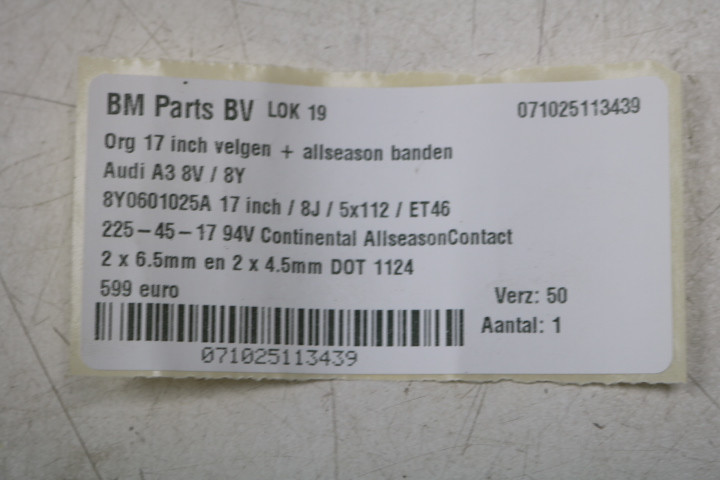 BM Parts BV LOK 19 071025113439
Org 17 inch velgen + allseason banden
Audi A3 8V / 8Y
8Y0601025A 17 inch / 8J / 5x112 / ET46
225-45-17 94V Continental AllseasonContact
2 x 6.5mm en 2 x 4.5mm DOT 1124
599 euro Verz: 50
Aantal: 1
071025113439